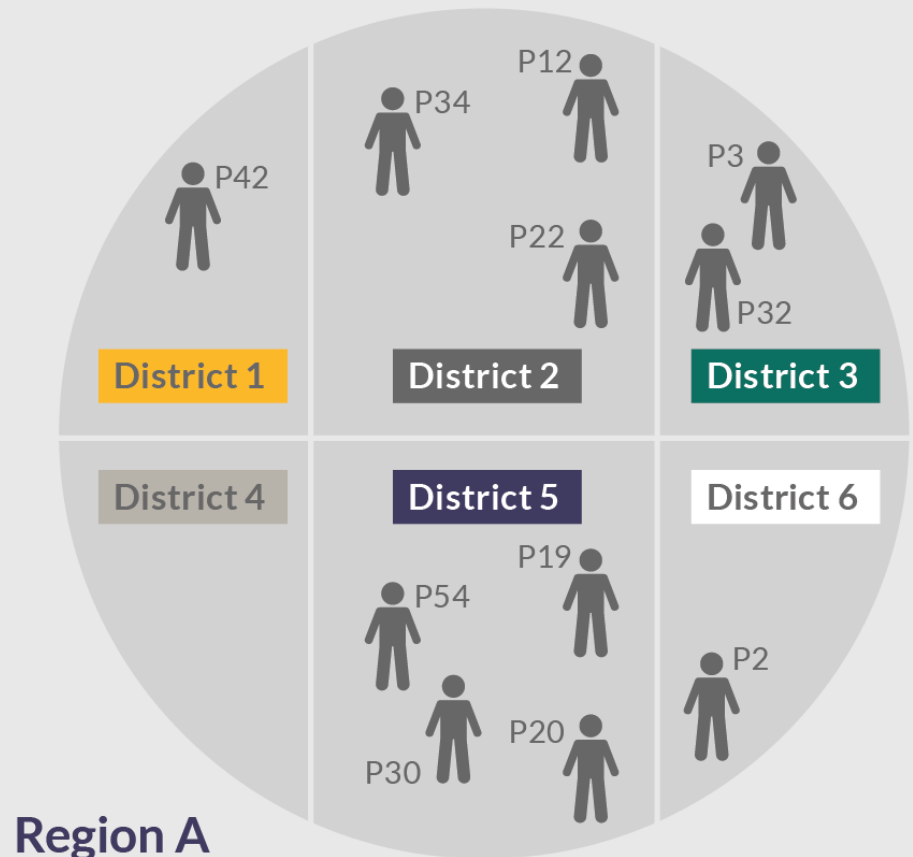 P12
P34
P3
P42
P22
P32
District 1
District 2
District 3
District 4
District 5
District 6
P19
P54
P2
P20
P30
Region A